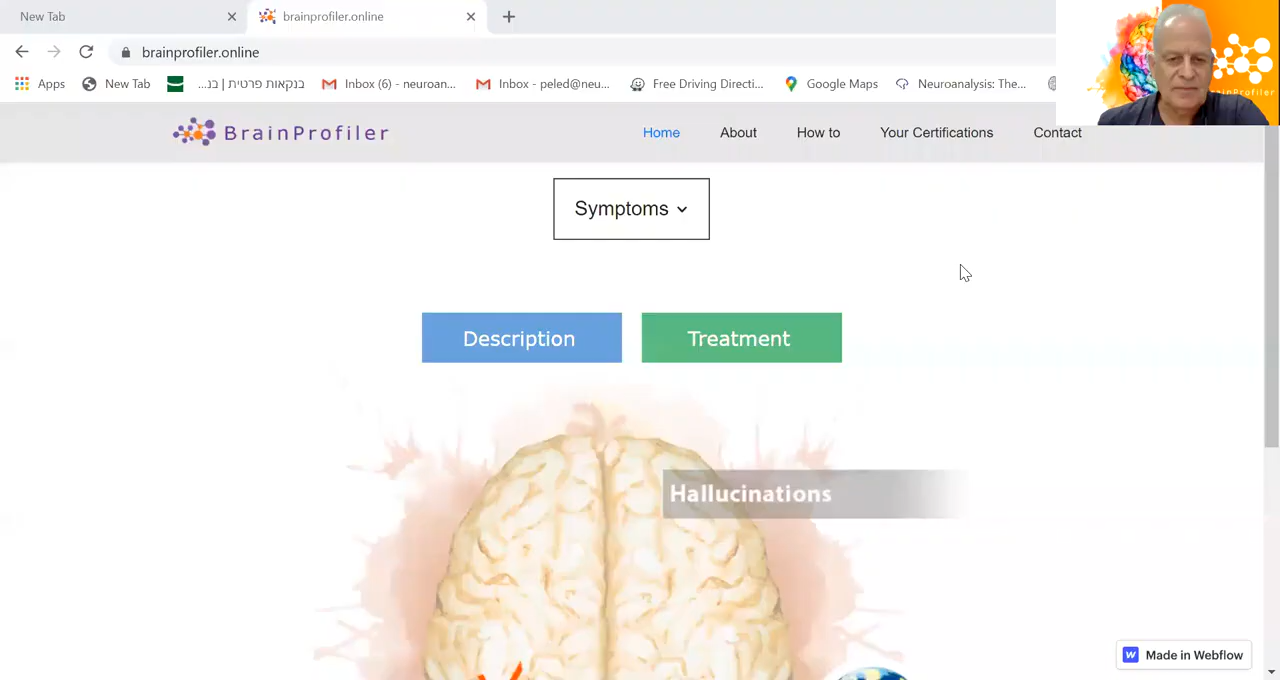 New Tab
brainprofiler.online
brainprofiler.online
Apps
New Tab
בנקאות פרטית | בנ...
Inbox (6) - neuroan...
Inbox - peled@neu...
Free Driving Directi...
Google Maps
Neuroanalysis: The...
BrainProfiler
Home
About
How to
Your Certifications
Contact
Symptoms
Description
Treatment
Hallucinations
Made in Webflow